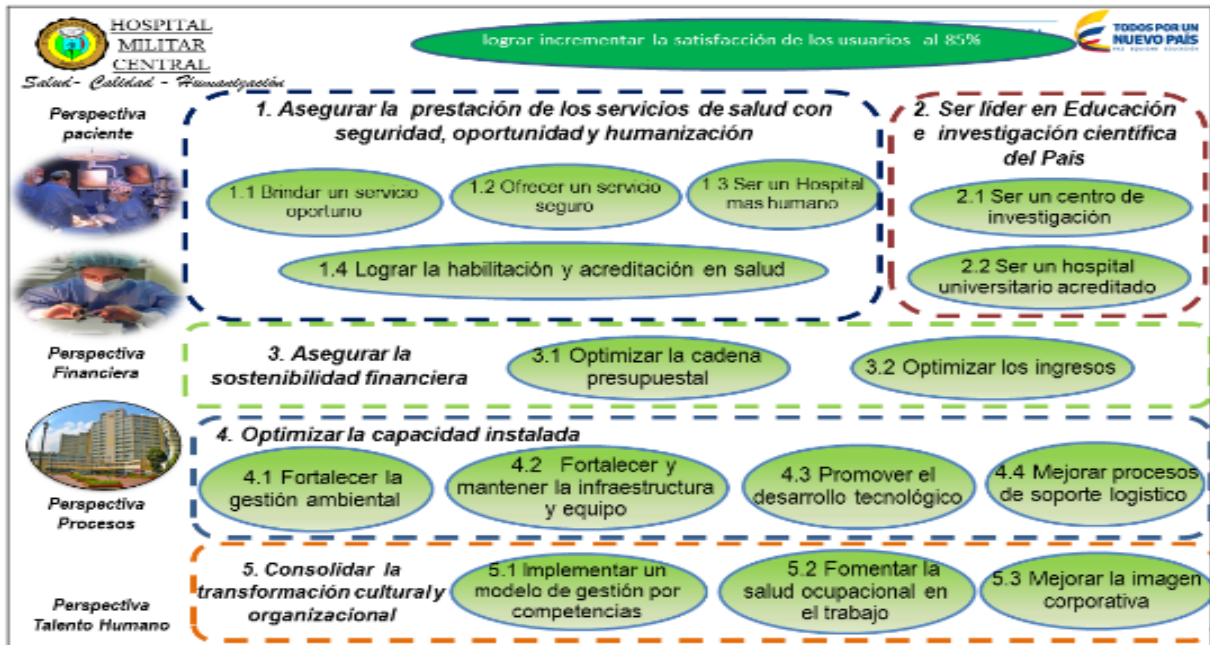 HOSPITAL
MILITAR
CENTRAL
Salud- Calidad - Humanización
lograr incrementar la satisfacción de los usuarios al 85%
TODOS POR UN
NUEVO PAÍS
PAZ EQUIDAD EDUCACIÓN
Perspectiva
paciente
1. Asegurar la prestación de los servicios de salud con
seguridad, oportunidad y humanización
1.1 Brindar un servicio
oportuno
1.2 Ofrecer un servicio
seguro
1.3 Ser un Hospital
mas humano
1.4 Lograr la habilitación y acreditación en salud
2. Ser líder en Educación
e investigación científica
del País
2.1 Ser un centro de
investigación
2.2 Ser un hospital
universitario acreditado
Perspectiva
Financiera
3. Asegurar la
sostenibilidad financiera
3.1 Optimizar la cadena
presupuestal
3.2 Optimizar los ingresos
Perspectiva
Procesos
4. Optimizar la capacidad instalada
4.1 Fortalecer la
gestión ambiental
4.2 Fortalecer y
mantener la infraestructura
y equipo
4.3 Promover el
desarrollo tecnológico
4.4 Mejorar procesos
de soporte logistico
Perspectiva
Talento Humano
5. Consolidar la
transformación cultural y
organizacional
5.1 Implementar un
modelo de gestión por
competencias
5.2 Fomentar la
salud ocupacional en
el trabajo
5.3 Mejorar la imagen
corporativa